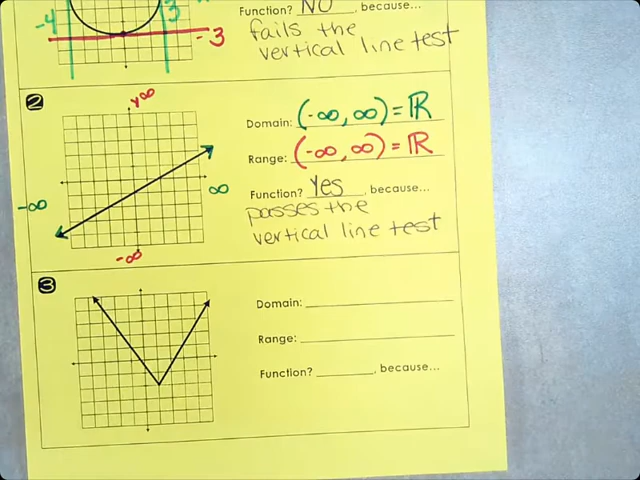 -4
3
-3
Function? NO , because...
fails the
vertical line test
2
y∞
Domain: (-∞, ∞) = ℝ
Range: (-∞, ∞) = ℝ
-∞
∞
Function? Yes , because...
passes the
vertical line test
-∞
3
Domain:
Range:
Function? , because...